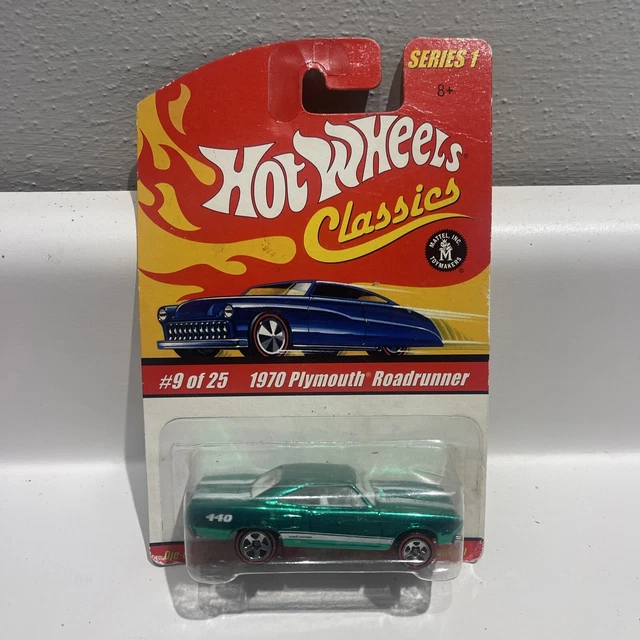 SERIES 1
8+
HOT WHEELS
Classics
MATTEL, INC.
TOYMAKERS
#9 of 25 1970 Plymouth® Roadrunner
440